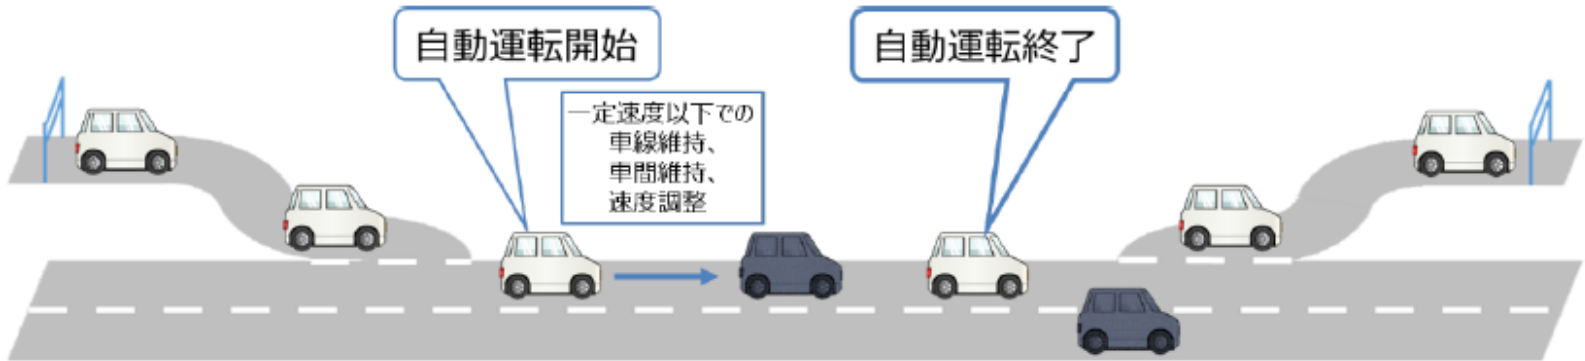 自動運転開始
自動運転終了
一定速度以下での
車線維持、
車間維持、
速度調整